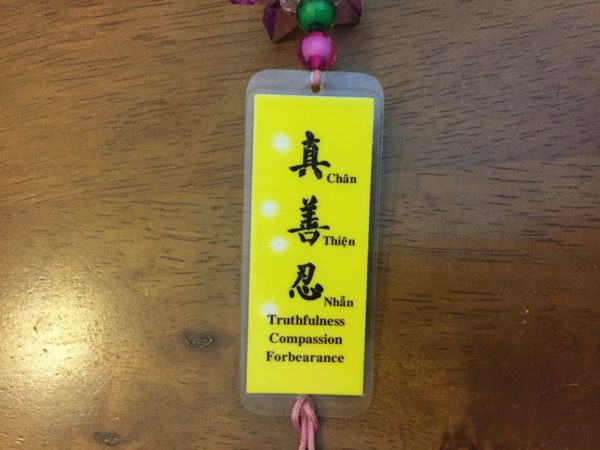 真
Chân
善
Thiện
忍
Nhẫn
Truthfulness
Compassion
Forbearance